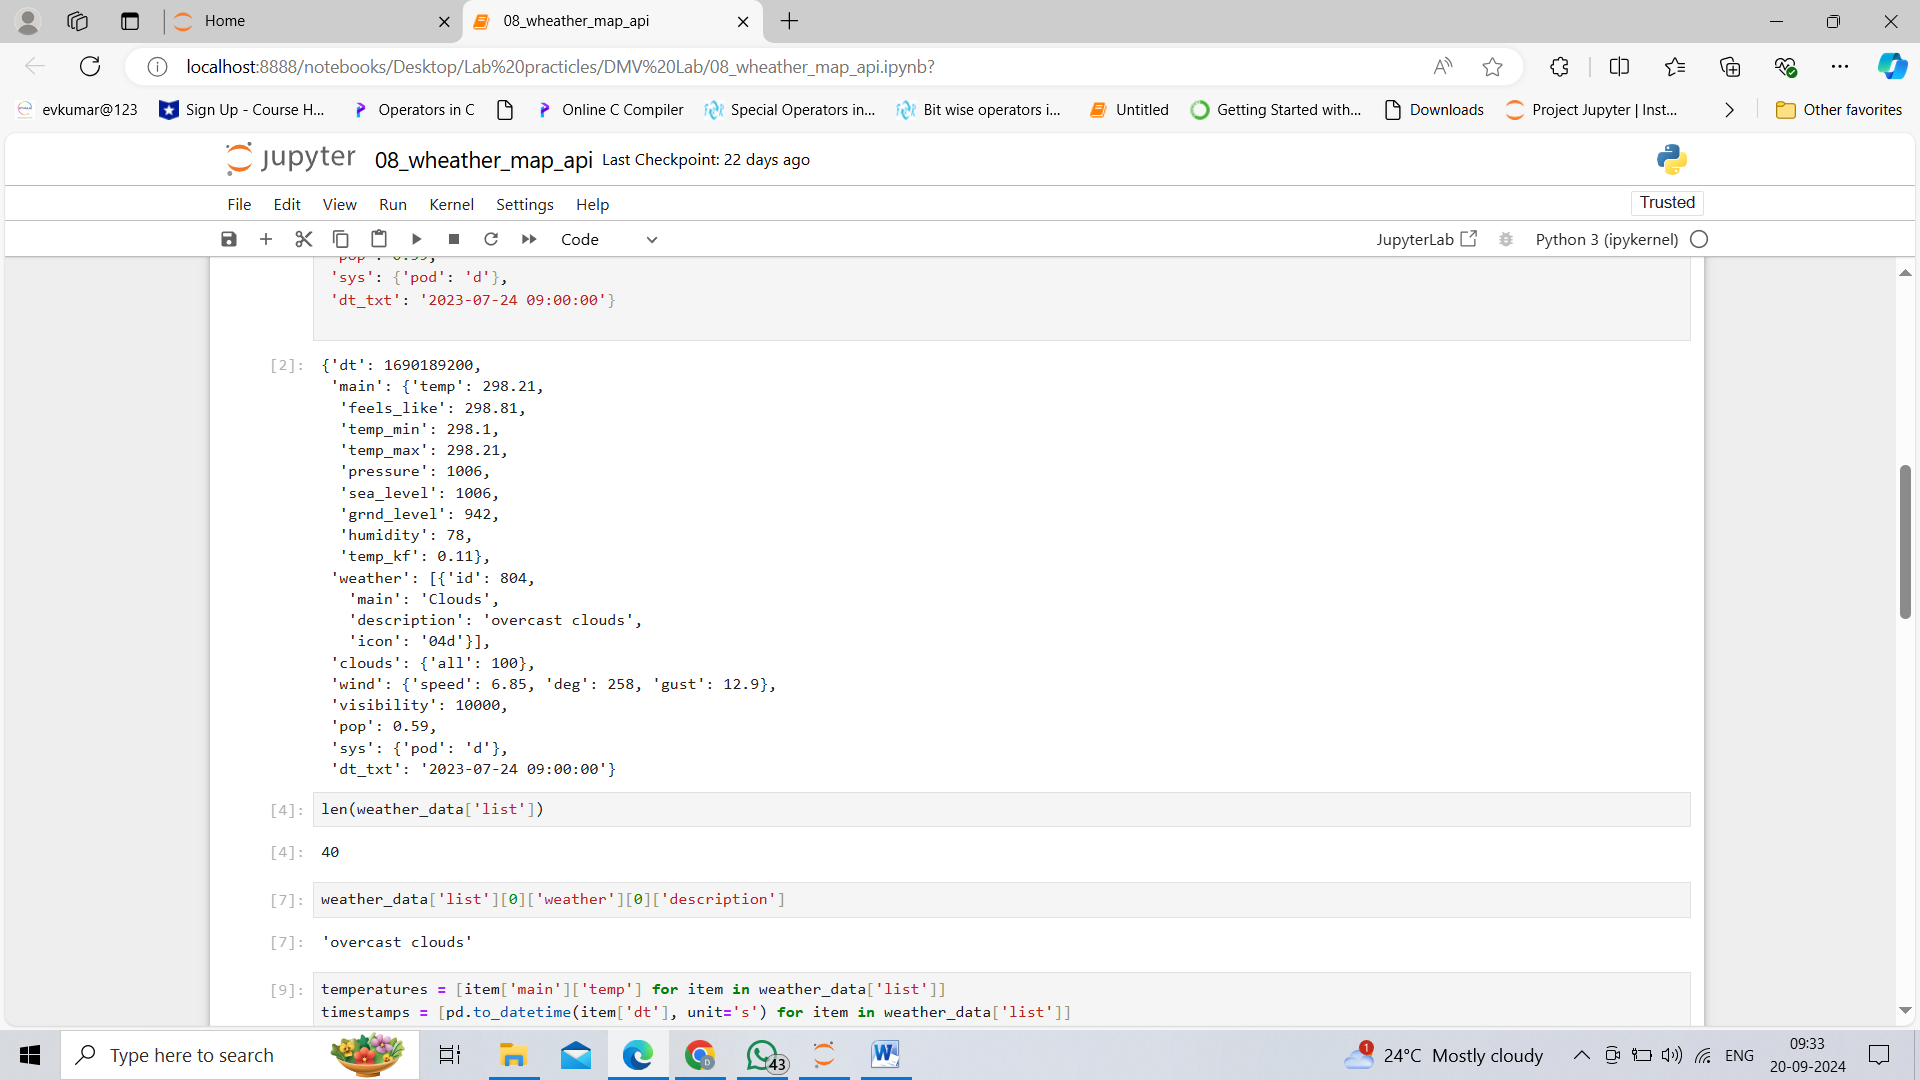 Home
08_wheather_map_api
localhost:8888/notebooks/Desktop/Lab%20practicles/DMV%20Lab/08_wheather_map_api.ipynb?
evkumar@123 Sign Up - Course H... Operators in C Online C Compiler Special Operators in... Bit wise operators i... Untitled Getting Started with... Downloads Project Jupyter | Inst... Other favorites
jupyter 08_wheather_map_api Last Checkpoint: 22 days ago
File Edit View Run Kernel Settings Help Trusted
Code JupyterLab Python 3 (ipykernel)
'pop': 0.59,
'sys': {'pod': 'd'},
'dt_txt': '2023-07-24 09:00:00'}
[2]: {'dt': 1690189200,
'main': {'temp': 298.21,
'feels_like': 298.81,
'temp_min': 298.1,
'temp_max': 298.21,
'pressure': 1006,
'sea_level': 1006,
'grnd_level': 942,
'humidity': 78,
'temp_kf': 0.11},
'weather': [{'id': 804,
'main': 'Clouds',
'description': 'overcast clouds',
'icon': '04d'}],
'clouds': {'all': 100},
'wind': {'speed': 6.85, 'deg': 258, 'gust': 12.9},
'visibility': 10000,
'pop': 0.59,
'sys': {'pod': 'd'},
'dt_txt': '2023-07-24 09:00:00'}
[4]: len(weather_data['list'])
[4]: 40
[7]: weather_data['list'][0]['weather'][0]['description']
[7]: 'overcast clouds'
[9]: temperatures = [item['main']['temp'] for item in weather_data['list']]
timestamps = [pd.to_datetime(item['dt'], unit='s') for item in weather_data['list']]
Type here to search 43 1 24°C Mostly cloudy ENG 09:33
20-09-2024